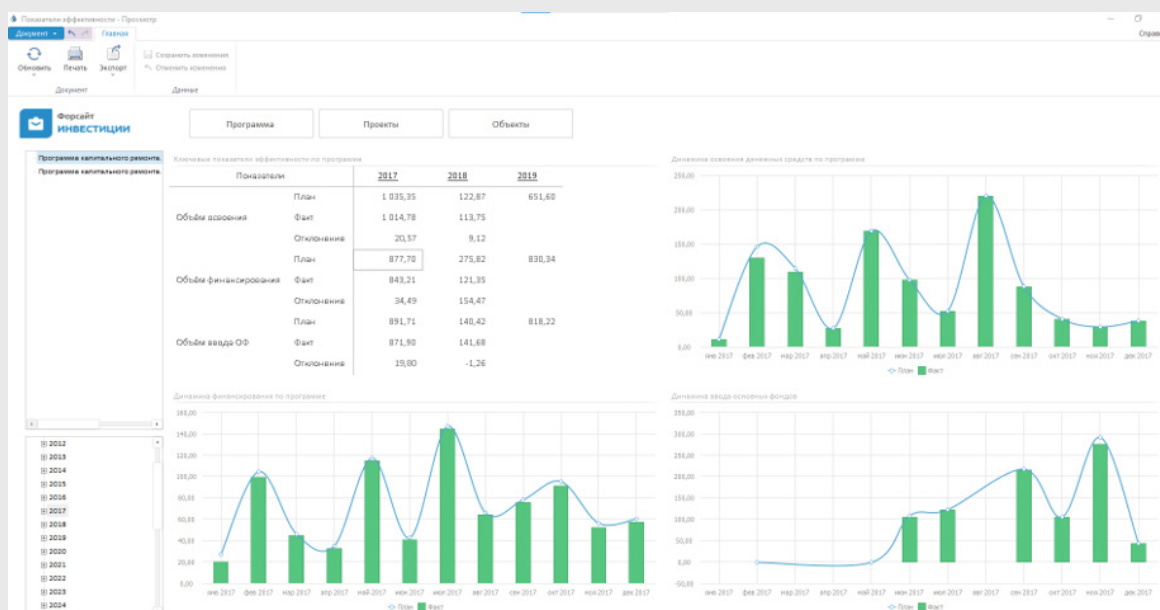 Показатели эффективности - Просмотр
Документ
Главная
Справ
Обновить
Печать
Экспорт
Сохранить изменения
Отменить изменения
Документ
Данные
Форсайт
ИНВЕСТИЦИИ
Программа
Проекты
Объекты
Программа капитального ремонта.
Программа капитального ремонта.
2012
2013
2014
2015
2016
2017
2018
2019
2020
2021
2022
2023
2024
Ключевые показатели эффективности по программе
Показатели 2017 2018 2019
План 1 035,35 122,87 651,60
Объём освоения Факт 1 014,78 113,75
Отклонение 20,57 9,12
План 877,70 275,82 830,34
Объём финансирования Факт 843,21 121,35
Отклонение 34,49 154,47
План 891,71 140,42 818,22
Объём ввода ОФ Факт 871,90 141,68
Отклонение 19,80 -1,26
Динамика освоения денежных средств по программе
250,00
200,00
150,00
100,00
50,00
0,00
янв 2017 фев 2017 мар 2017 апр 2017 май 2017 июн 2017 июл 2017 авг 2017 сен 2017 окт 2017 ноя 2017 дек 2017
План Факт
Динамика финансирования по программе
160,00
140,00
120,00
100,00
80,00
60,00
40,00
20,00
0,00
янв 2017 фев 2017 мар 2017 апр 2017 май 2017 июн 2017 июл 2017 авг 2017 сен 2017 окт 2017 ноя 2017 дек 2017
План Факт
Динамика ввода основных фондов
350,00
300,00
250,00
200,00
150,00
100,00
50,00
0,00
-50,00
янв 2017 фев 2017 мар 2017 апр 2017 май 2017 июн 2017 июл 2017 авг 2017 сен 2017 окт 2017 ноя 2017 дек 2017
План Факт